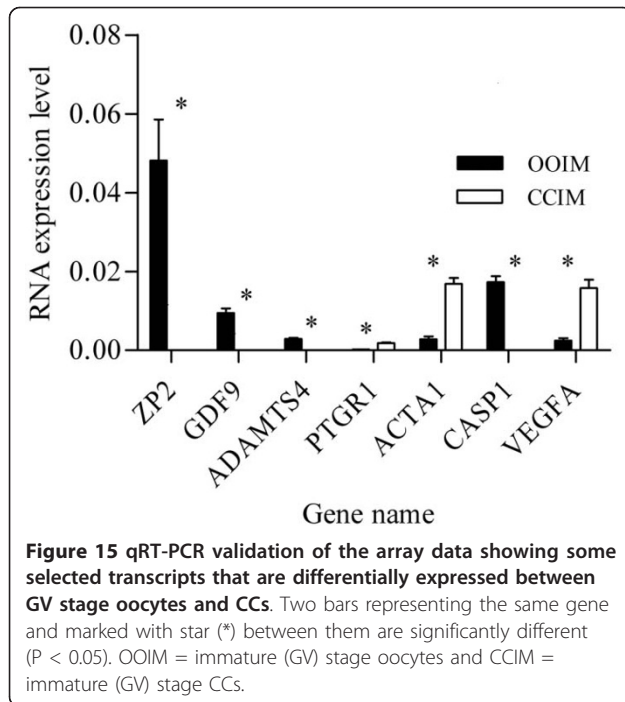 0.08
0.06
0.04
0.02
0.00
RNA expression level
* * * * * * *
OOIM
CCIM
ZP2 GDF9 ADAMTS4 PTGR1 ACTA1 CASP1 VEGFA
Gene name
Figure 15 qRT-PCR validation of the array data showing some
selected transcripts that are differentially expressed between
GV stage oocytes and CCs. Two bars representing the same gene
and marked with star (*) between them are significantly different
(P < 0.05). OOIM = immature (GV) stage oocytes and CCIM =
immature (GV) stage CCs.